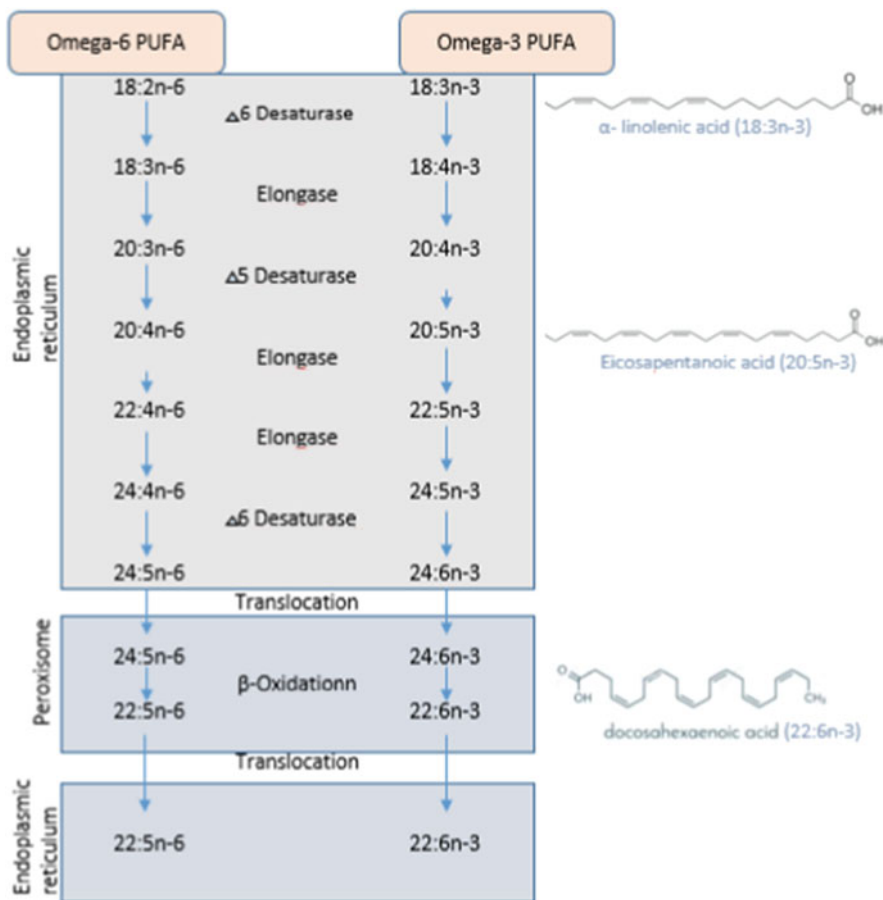 Omega-6 PUFA
Omega-3 PUFA
18:2n-6
18:3n-3
△6 Desaturase
18:3n-6
18:4n-3
Elongase
20:3n-6
20:4n-3
△5 Desaturase
20:4n-6
20:5n-3
Elongase
22:4n-6
22:5n-3
Elongase
24:4n-6
24:5n-3
△6 Desaturase
24:5n-6
24:6n-3
Translocation
24:5n-6
24:6n-3
β-Oxidationn
22:5n-6
22:6n-3
Translocation
22:5n-6
22:6n-3
Endoplasmic
reticulum
Peroxisome
Endoplasmic
reticulum
O
OH
α- linolenic acid (18:3n-3)
O
OH
Eicosapentanoic acid (20:5n-3)
O
OH
CH₃
docosahexaenoic acid (22:6n-3)